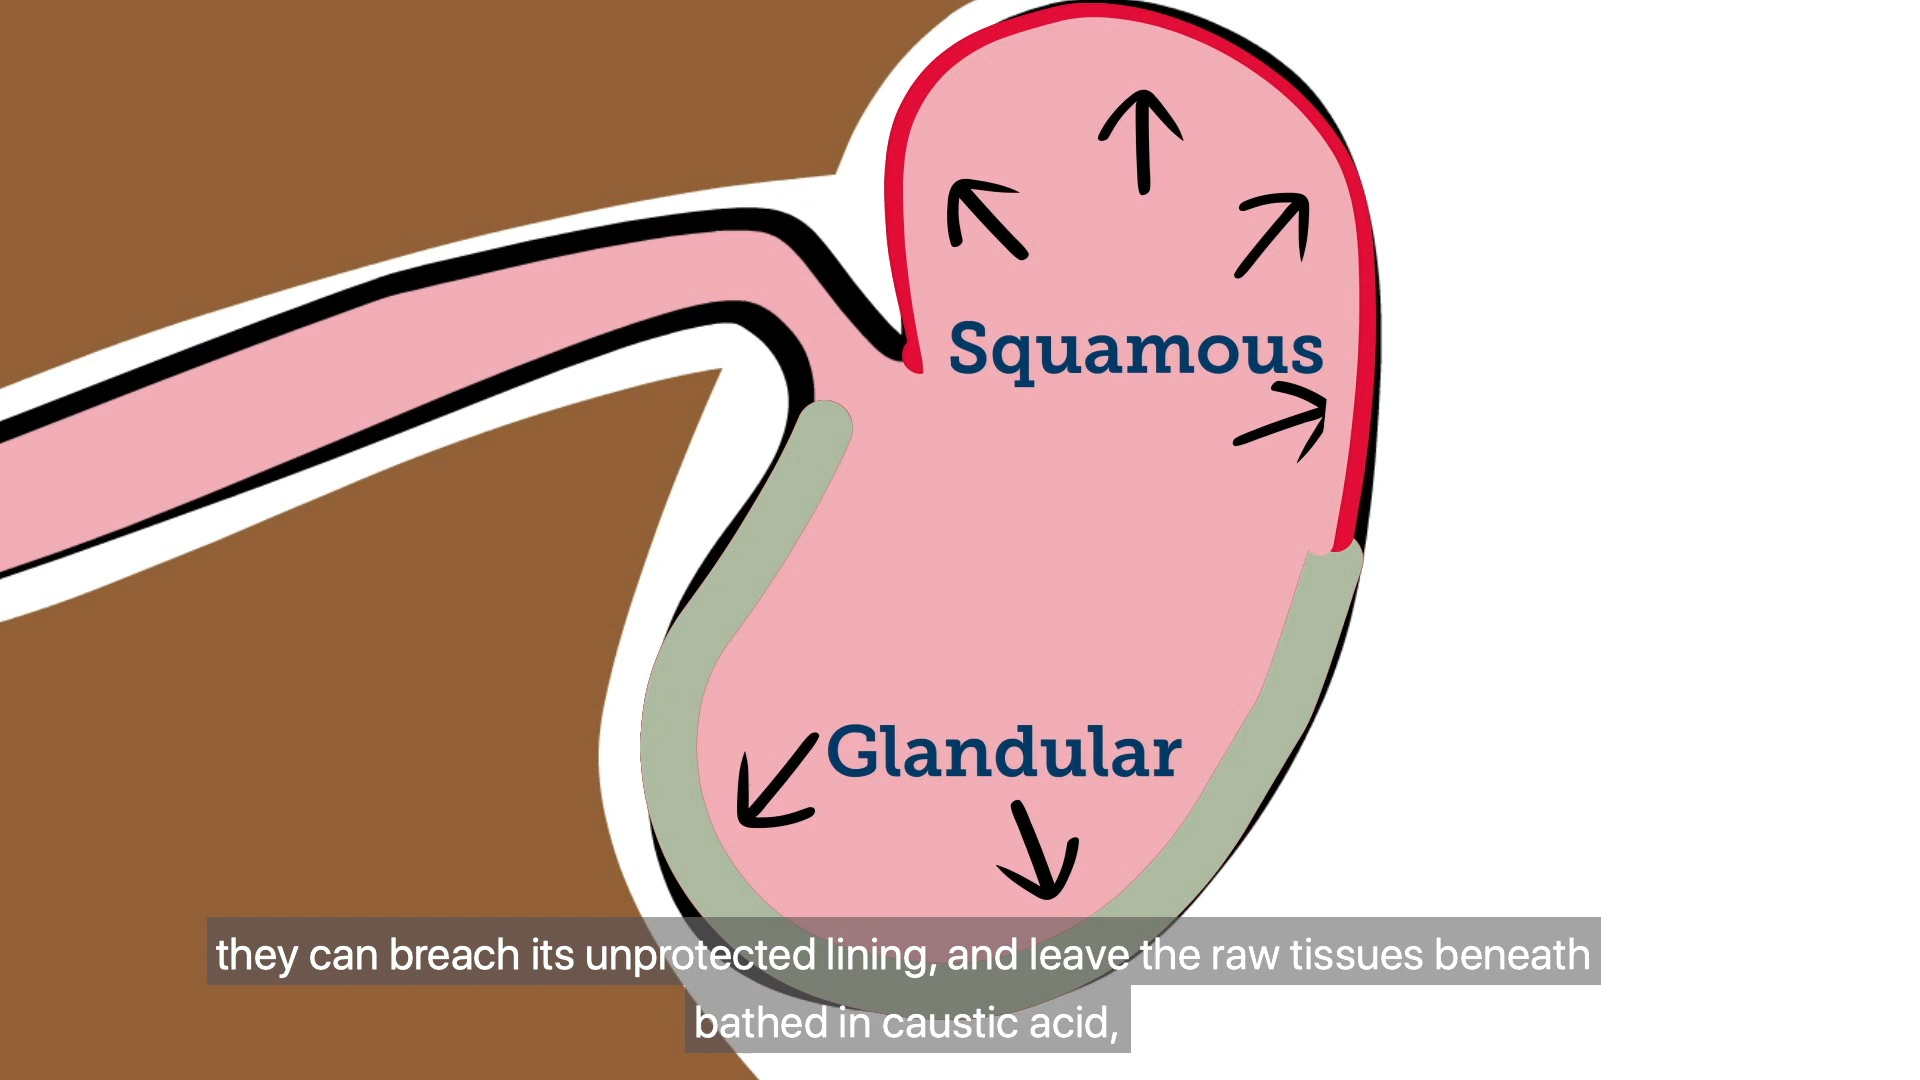 Squamous
Glandular
they can breach its unprotected lining, and leave the raw tissues beneath
bathed in caustic acid,